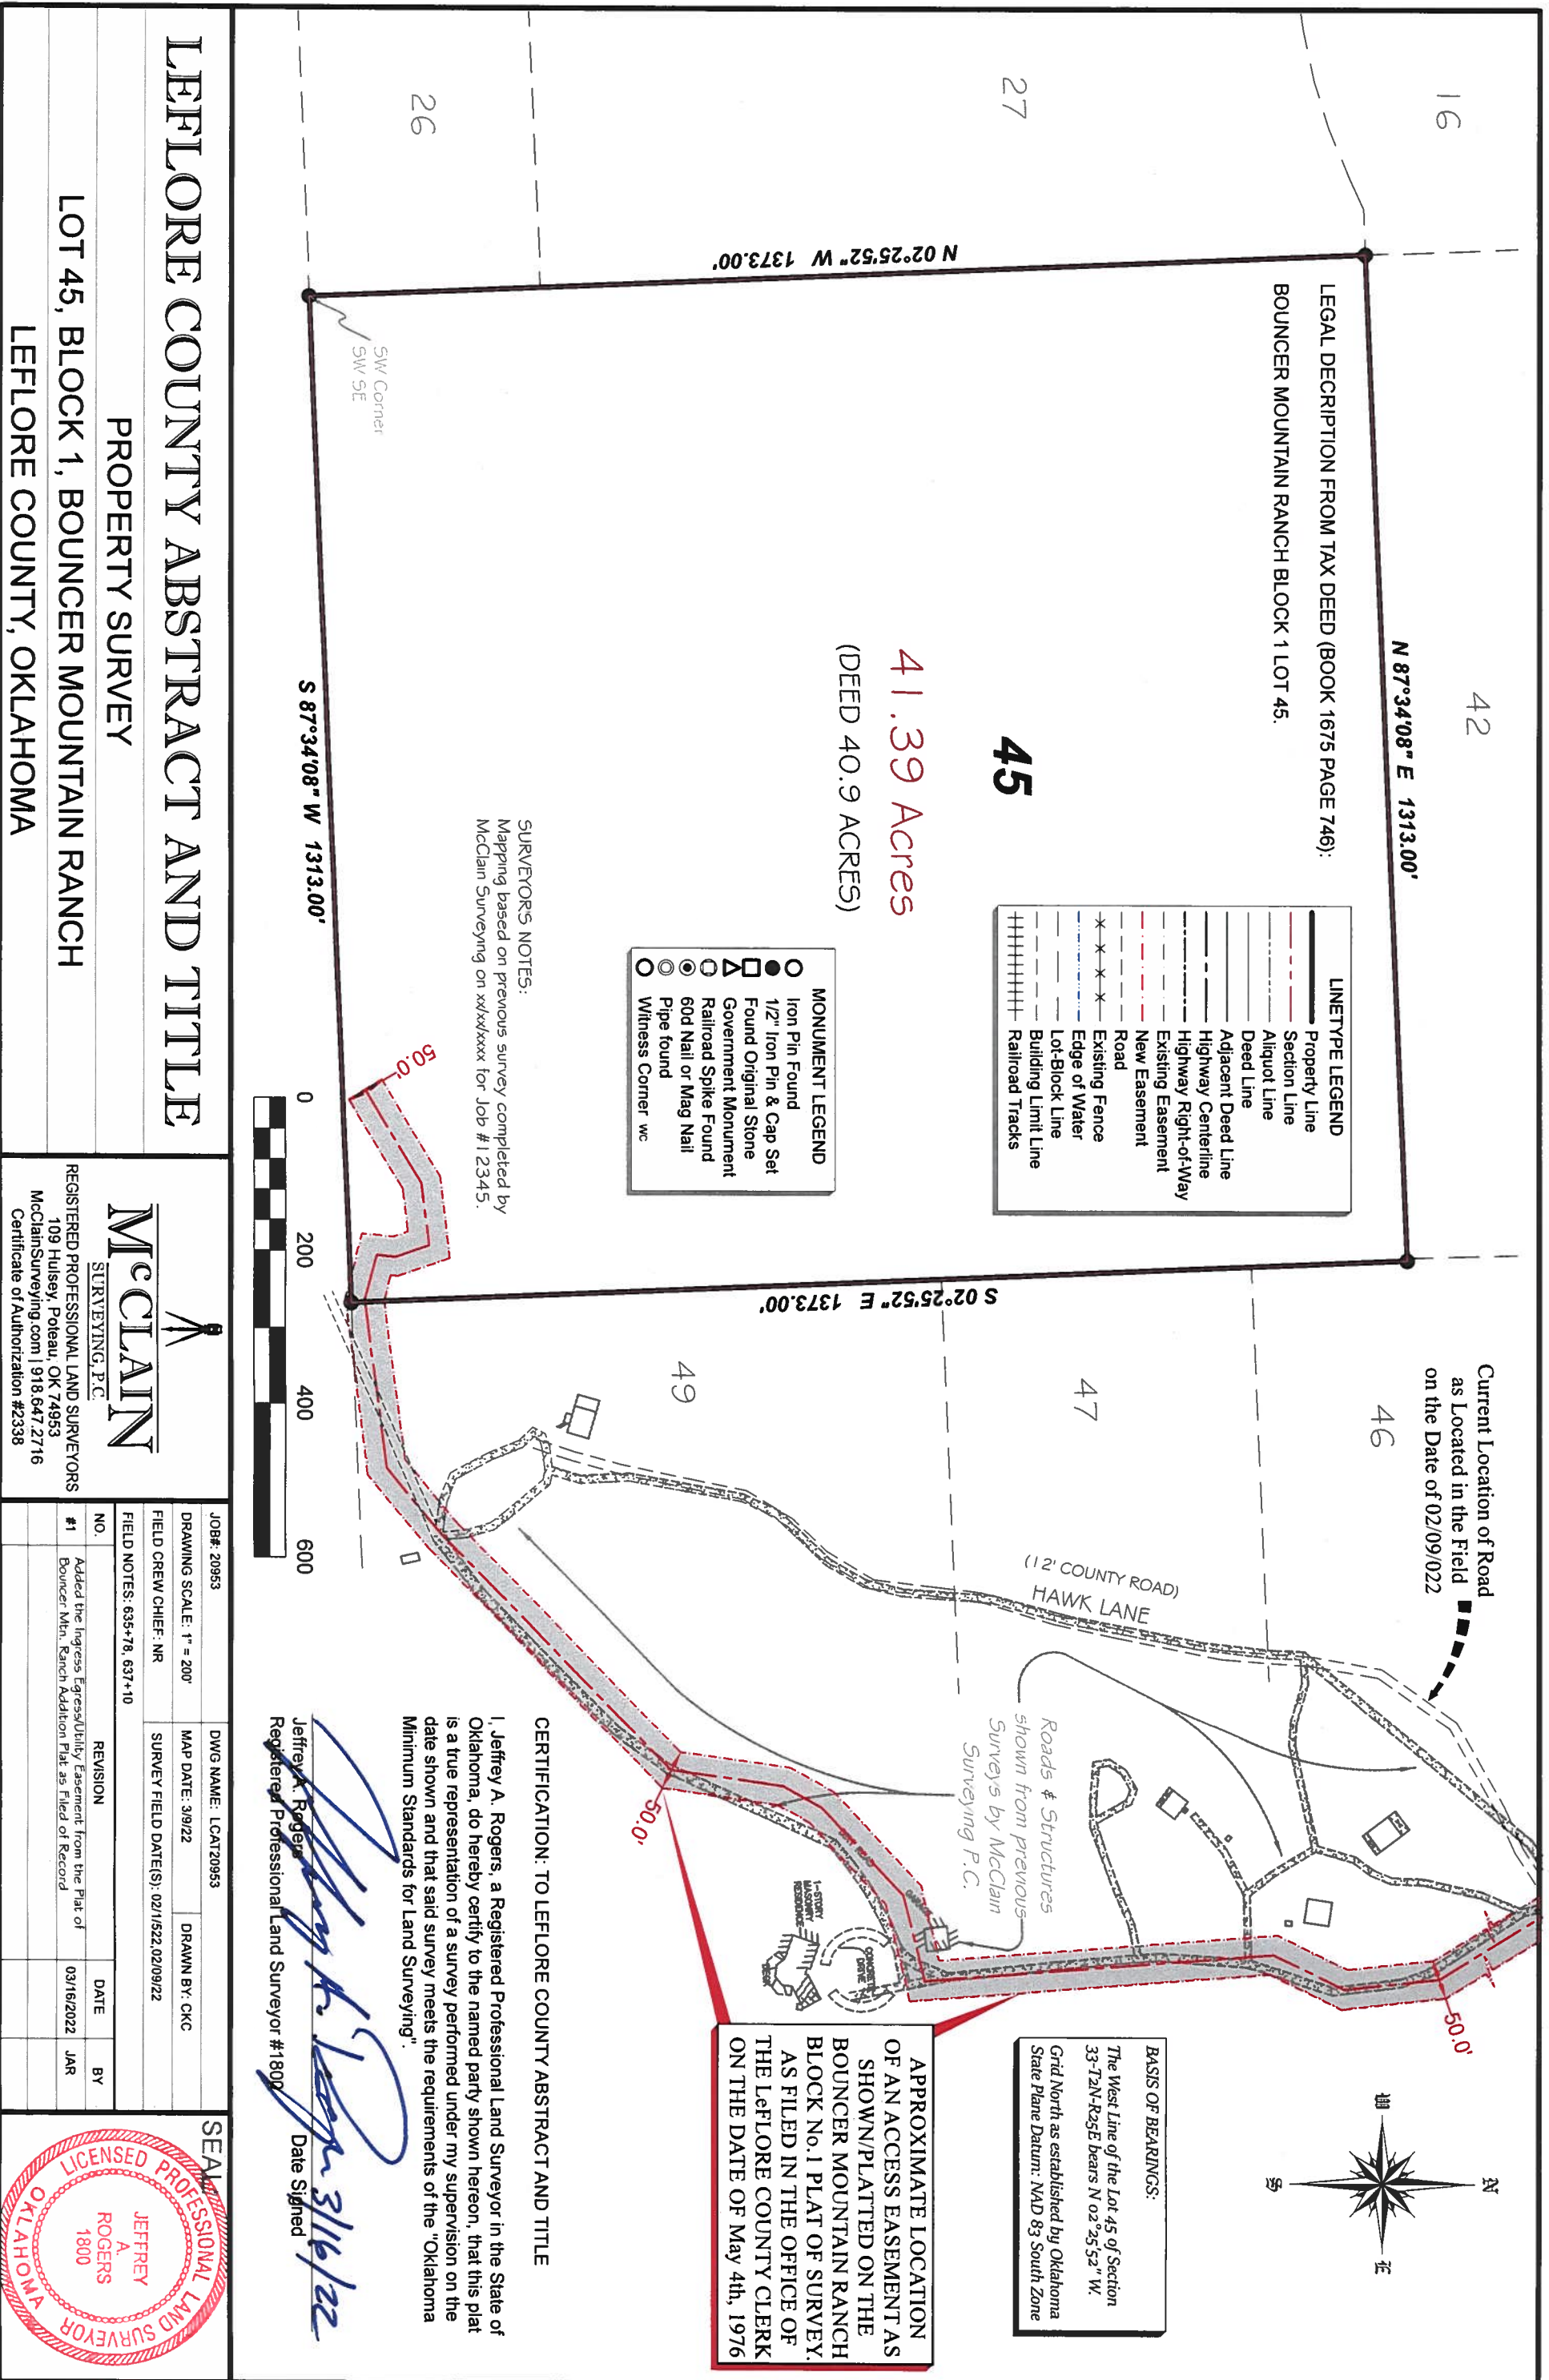 16
27
26
42
N 87°34'08" E 1313.00'
LEGAL DECRIPTION FROM TAX DEED (BOOK 1675 PAGE 746):
BOUNCER MOUNTAIN RANCH BLOCK 1 LOT 45.
N 02°25'52" W 1373.00'
45
41.39 Acres
(DEED 40.9 ACRES)
LINETYPE LEGEND
Property Line
Section Line
Aliquot Line
Deed Line
Adjacent Deed Line
Highway Centerline
Highway Right-of-Way
Existing Easement
New Easement
Road
Existing Fence
Edge of Water
Lot-Block Line
Building Limit Line
Railroad Tracks
MONUMENT LEGEND
Iron Pin Found
1/2" Iron Pin & Cap Set
Found Original Stone
Government Monument
Railroad Spike Found
60d Nail or Mag Nail
Pipe found
Witness Corner WC
SURVEYORS NOTES:
Mapping based on previous survey completed by
McClain Surveying on xx/xx/xxxx for Job #12345.
SW Corner
SW SE
S 87°34'08" W 1313.00'
S 02°25'52" E 1373.00'
50.0'
0
200
400
600
Current Location of Road
as Located in the Field
on the Date of 02/09/022
46
47
49
(12' COUNTY ROAD)
HAWK LANE
Roads & Structures
shown from previous
Surveys by McClain
Surveying P.C.
50.0'
50.0'
DIRT ROAD
GARAGE
1-STORY
MASONRY
RESIDENCE
CONCRETE
DRIVE
DECK
N
W
E
S
BASIS OF BEARINGS:
The West Line of the Lot 45 of Section
33-T2N-R25E bears N 02°25'52" W.
Grid North as established by Oklahoma
State Plane Datum: NAD 83 South Zone
APPROXIMATE LOCATION
OF AN ACCESS EASEMENT AS
SHOWN/PLATTED ON THE
BOUNCER MOUNTAIN RANCH
BLOCK No.1 PLAT OF SURVEY.
AS FILED IN THE OFFICE OF
THE LeFLORE COUNTY CLERK
ON THE DATE OF May 4th, 1976
CERTIFICATION: TO LEFLORE COUNTY ABSTRACT AND TITLE
I, Jeffrey A. Rogers, a Registered Professional Land Surveyor in the State of
Oklahoma, do hereby certify to the named party shown hereon, that this plat
is a true representation of a survey performed under my supervision on the
date shown and that said survey meets the requirements of the "Oklahoma
Minimum Standards for Land Surveying".
3/16/22
Jeffrey A. Rogers
Date Signed
Registered Professional Land Surveyor #1800
LEFLORE COUNTY ABSTRACT AND TITLE
PROPERTY SURVEY
LOT 45, BLOCK 1, BOUNCER MOUNTAIN RANCH
LEFLORE COUNTY, OKLAHOMA
McCLAIN
SURVEYING, P.C.
REGISTERED PROFESSIONAL LAND SURVEYORS
109 Hulsey, Poteau, OK 74953
McClainSurveying.com | 918.647.2716
Certificate of Authorization #2338
JOB#: 20953
DWG NAME: LCAT20953
DRAWING SCALE: 1" = 200'
MAP DATE: 3/9/22
DRAWN BY: CKC
FIELD CREW CHIEF: NR
SURVEY FIELD DATE(S): 02/1/522,02/09/22
FIELD NOTES: 635+78, 637+10
NO.
REVISION
DATE
BY
#1
Added the Ingress Egress/Utility Easement from the Plat of
Bouncer Mtn. Ranch Addition Plat as Filed of Record
03/16/2022
JAR
SEAL
LICENSED PROFESSIONAL LAND SURVEYOR
JEFFREY
A.
ROGERS
1800
OKLAHOMA